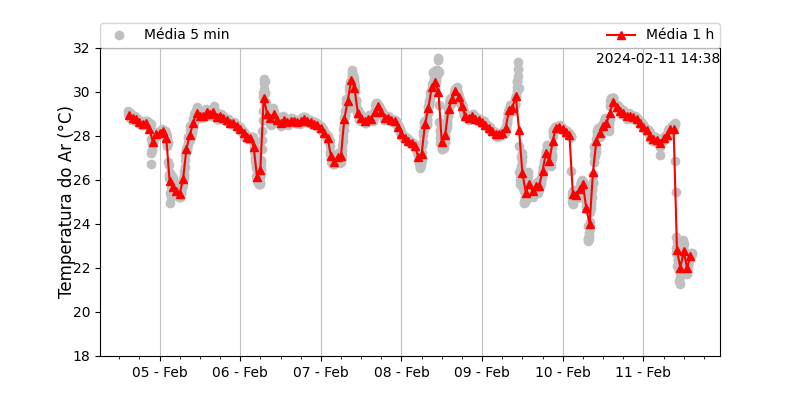 Média 5 min
Média 1 h
2024-02-11 14:38
Temperatura do Ar (°C)
32
30
28
26
24
22
20
18
05 - Feb
06 - Feb
07 - Feb
08 - Feb
09 - Feb
10 - Feb
11 - Feb